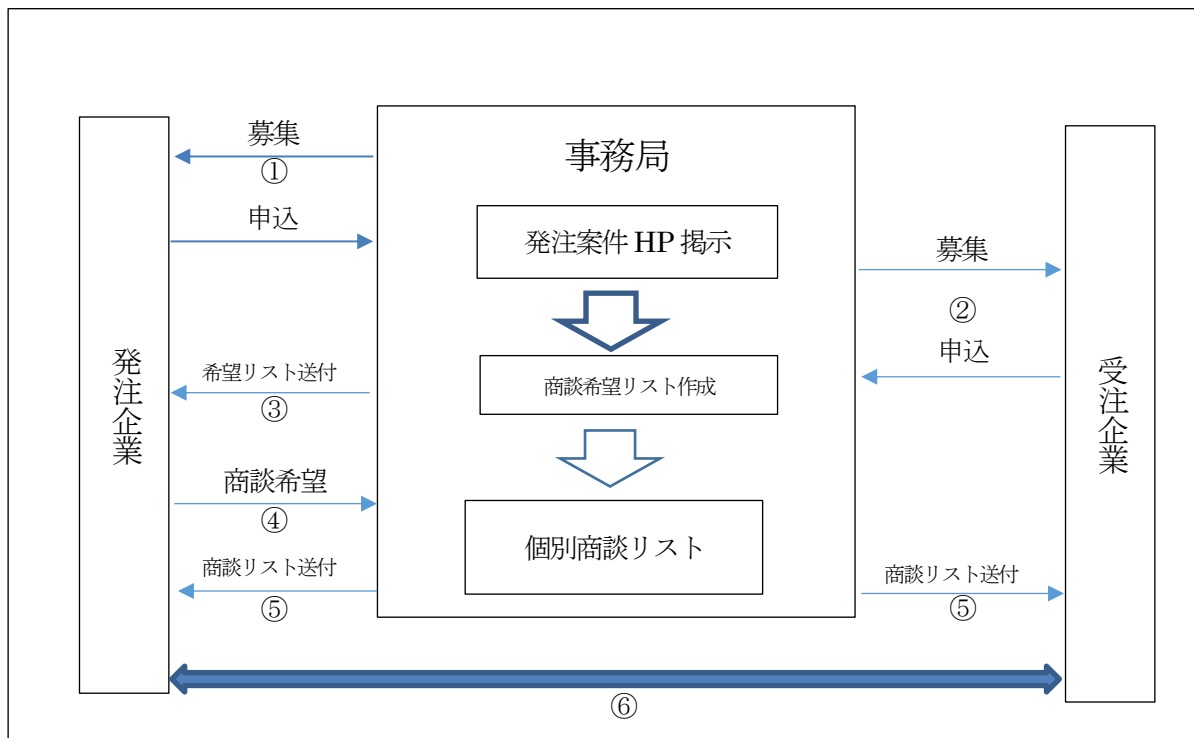 募集
①
申込
事務局
発注案件 HP 掲示
募集
②
申込
発注企業
希望リスト送付
③
商談希望リスト作成
受注企業
商談希望
④
個別商談リスト
商談リスト送付
⑤
商談リスト送付
⑤
⑥